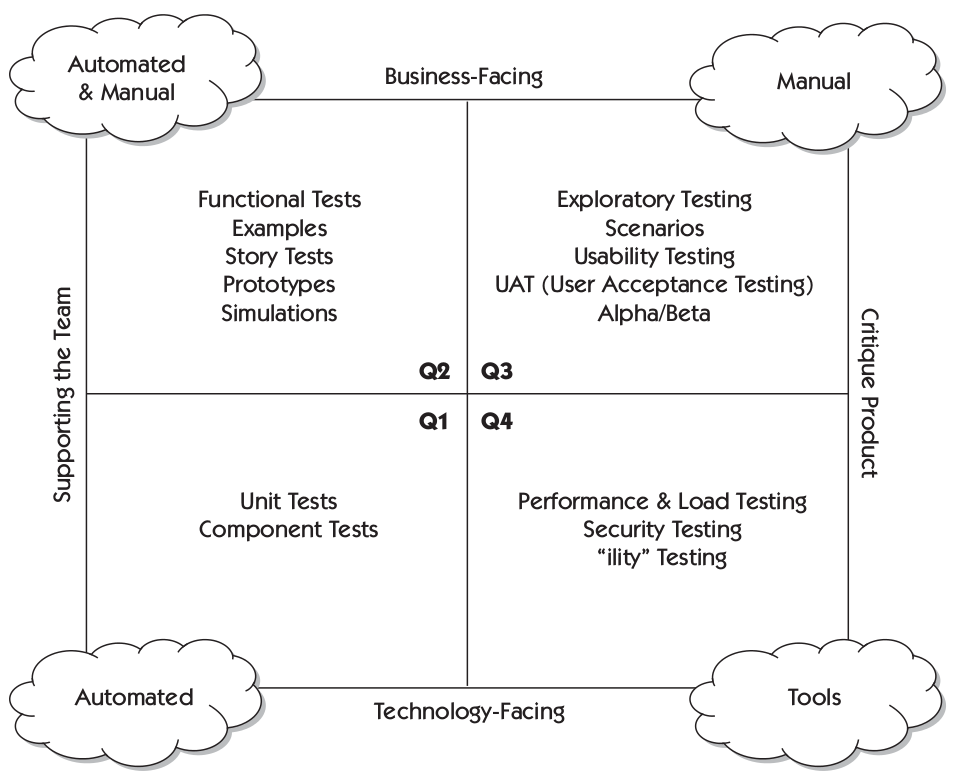 Automated
& Manual
Business-Facing
Manual
Functional Tests
Examples
Story Tests
Prototypes
Simulations
Exploratory Testing
Scenarios
Usability Testing
UAT (User Acceptance Testing)
Alpha/Beta
Supporting the Team
Critique Product
Q2
Q3
Q1
Q4
Unit Tests
Component Tests
Performance & Load Testing
Security Testing
“ility” Testing
Automated
Technology-Facing
Tools